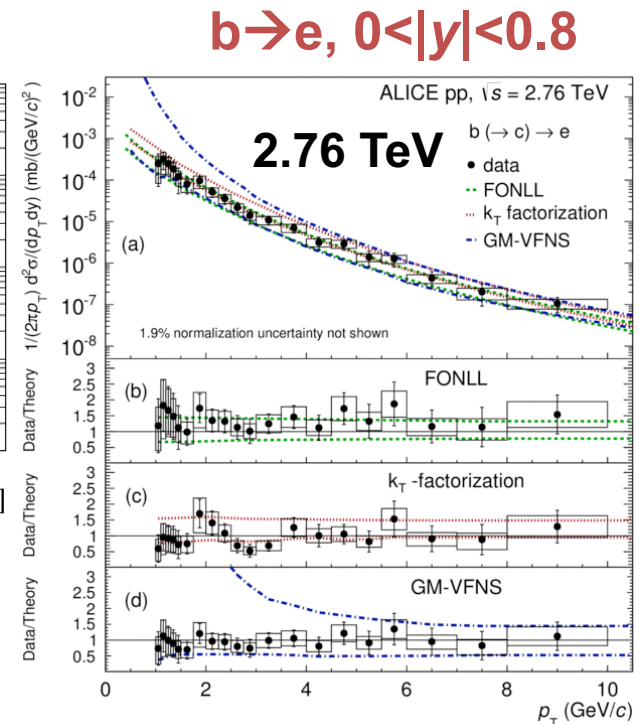 b→e, 0<|y|<0.8
ALICE pp, √s = 2.76 TeV
2.76 TeV
b (→ c) → e
data
FONLL
k_T factorization
GM-VFNS
(a)
1.9% normalization uncertainty not shown
1/(2πp_T) d²σ/(dp_Tdy) (mb/(GeV/c)²)
10⁻²
10⁻³
10⁻⁴
10⁻⁵
10⁻⁶
10⁻⁷
10⁻⁸
(b)
FONLL
Data/Theory
3
2.5
2
1.5
1
0.5
(c)
k_T -factorization
Data/Theory
3
2.5
2
1.5
1
0.5
]
(d)
GM-VFNS
Data/Theory
3
2.5
2
1.5
1
0.5
0 2 4 6 8 10
p_T (GeV/c)